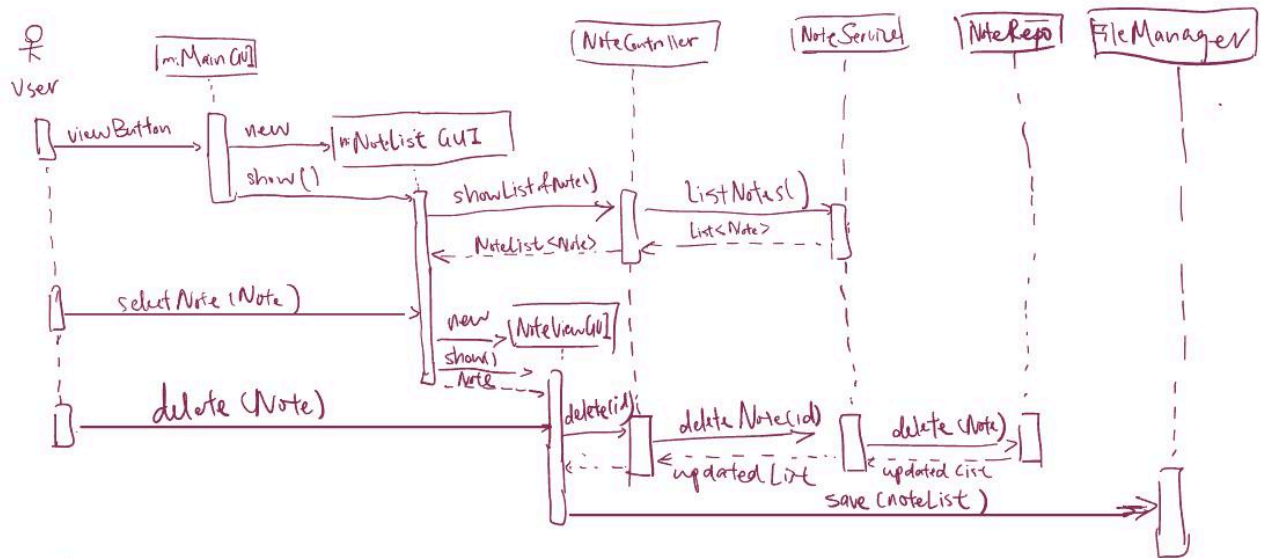 User
m:MainGUI
NoteController
NoteService
NoteRepo
FileManager
viewButton
new
NoteList GUI
show()
showListofNote()
ListNotes()
NoteList<Note>
List<Note>
selectNote(Note)
new
NoteViewGUI
show()
Note
delete(Note)
delete(id)
deleteNote(id)
delete(Note)
updated List
updated List
save(noteList)